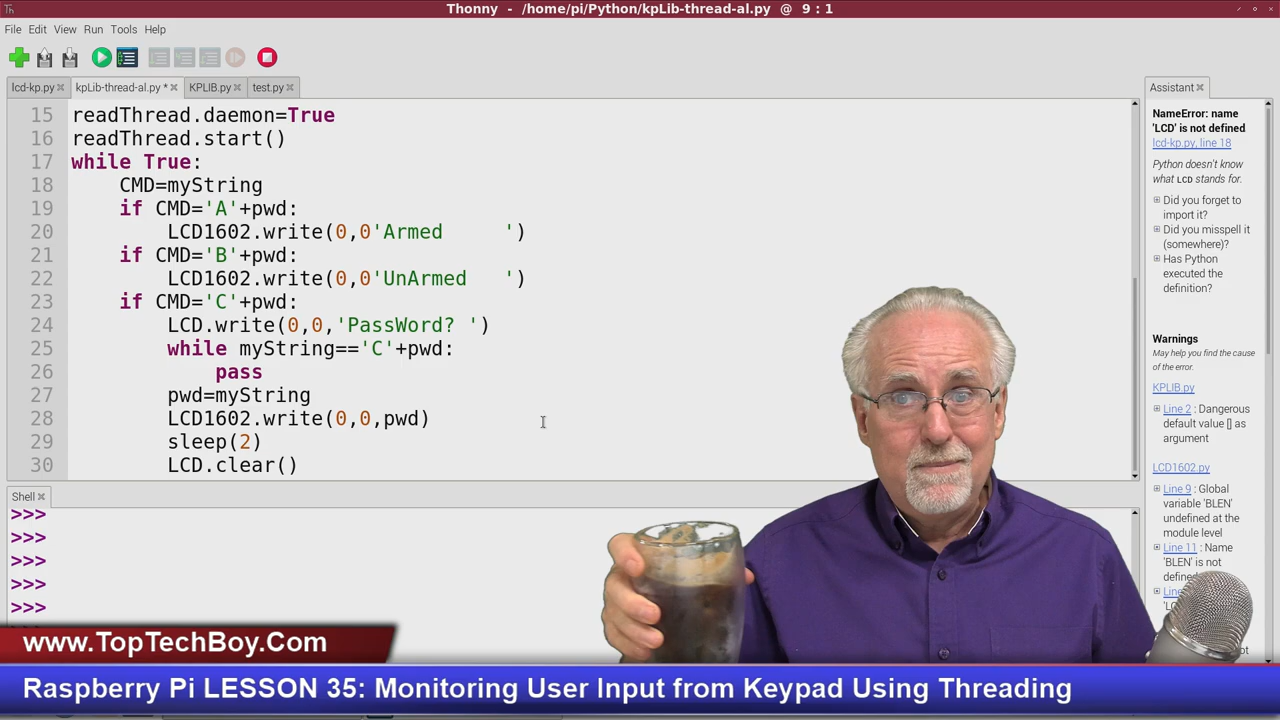 Thonny - /home/pi/Python/kpLib-thread-al.py @ 9 : 1
File Edit View Run Tools Help
lcd-kp.py kpLib-thread-al.py * KPLIB.py test.py
15 readThread.daemon=True
16 readThread.start()
17 while True:
18 CMD=myString
19 if CMD='A'+pwd:
20 LCD1602.write(0,0'Armed ')
21 if CMD='B'+pwd:
22 LCD1602.write(0,0'UnArmed ')
23 if CMD='C'+pwd:
24 LCD.write(0,0,'PassWord? ')
25 while myString=='C'+pwd:
26 pass
27 pwd=myString
28 LCD1602.write(0,0,pwd)
29 sleep(2)
30 LCD.clear()
Shell
>>>
>>>
>>>
>>>
>>>
Assistant
NameError: name
'LCD' is not defined
lcd-kp.py, line 18
Python doesn't know
what LCD stands for.
Did you forget to
import it?
Did you misspell it
(somewhere)?
Has Python
executed the
definition?
Warnings
May help you find the cause
of the error.
KPLIB.py
Line 2 : Dangerous
default value [] as
argument
LCD1602.py
Line 9 : Global
variable 'BLEN'
undefined at the
module level
Line 11 : Name
'BLEN' is not
www.TopTechBoy.Com
Raspberry Pi LESSON 35: Monitoring User Input from Keypad Using Threading